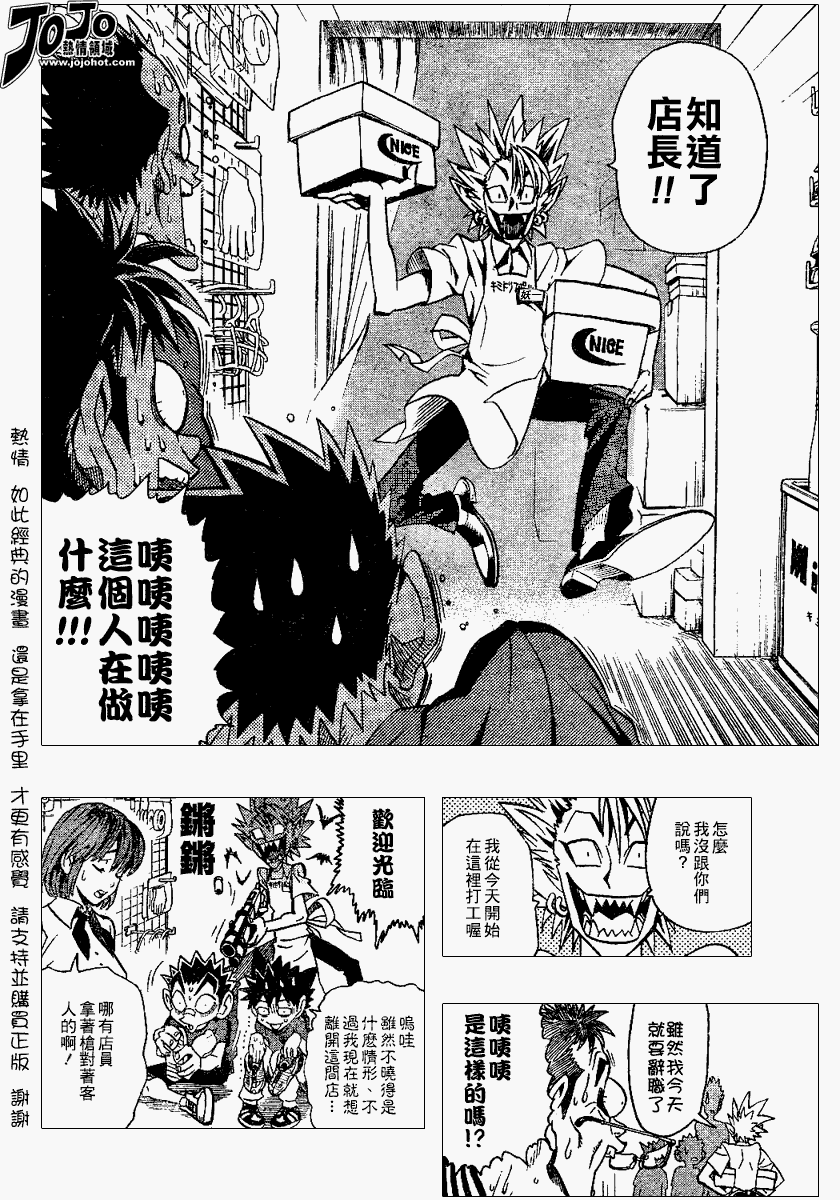 JOJO
熱情領域
www.jojohot.com
知道了
店長!!
NICE
キミドリ
妖
NICE
咦咦咦咦咦
這個人在做
什麼!!!
怎麼
我沒跟你們
說嗎?
我從今天開始
在這裡打工喔
歡迎光臨
鏘鏘
嗚哇
雖然不曉得是
什麼情形、不
過我現在就想
離開這間店…
哪有店員
拿著槍對著客
人的啊!
雖然我今天
就要辭職了
咦咦咦
是這樣的嗎!?
熱情 如此經典的漫畫 還是拿在手里 才更有感覺 請支持並購買正版 謝謝